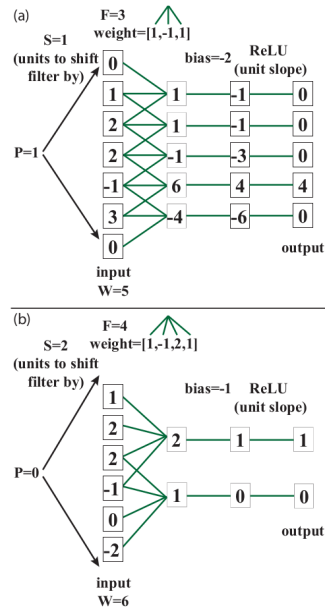 (a)
F=3
S=1
weight=[1,-1,1]
(units to shift
filter by)
bias=-2
ReLU
(unit slope)
P=1
0
1
2
2
-1
3
0
1
1
-1
6
-4
-1
-1
-3
4
-6
0
0
0
4
0
input
W=5
output
(b)
F=4
S=2
weight=[1,-1,2,1]
(units to shift
filter by)
bias=-1
ReLU
(unit slope)
P=0
1
2
2
-1
0
-2
2
1
1
0
1
0
output
input
W=6